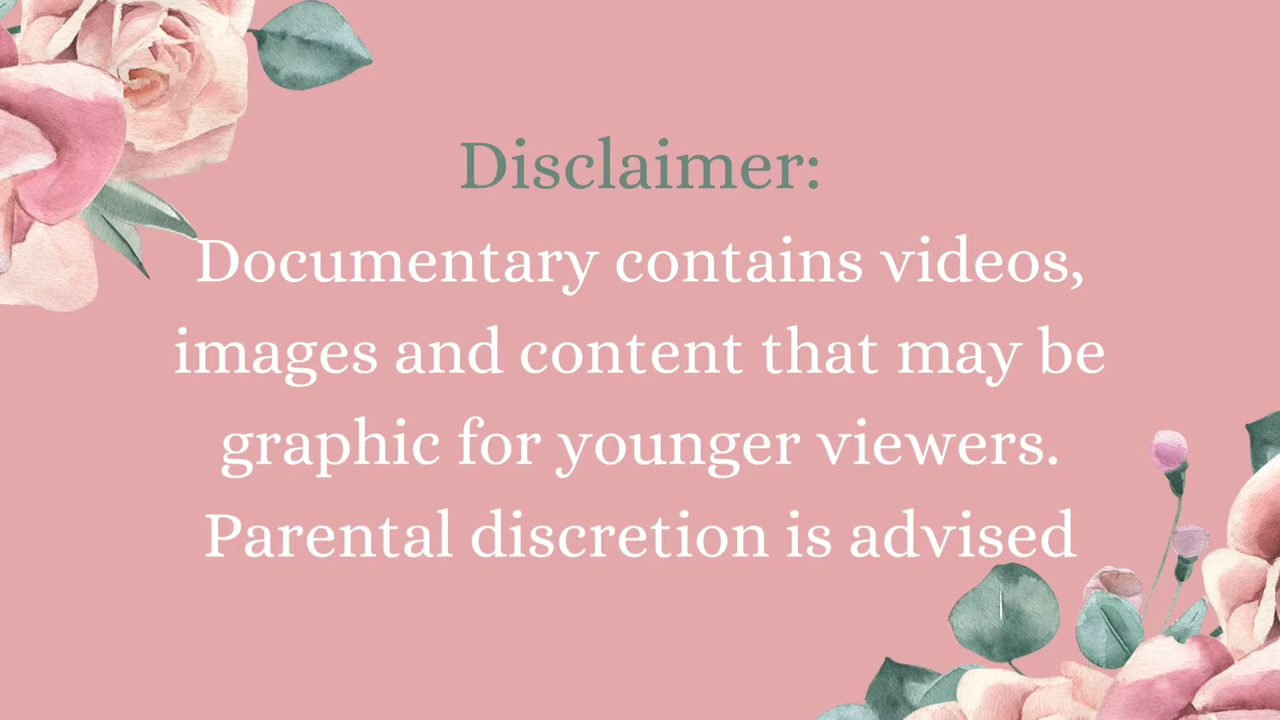 Disclaimer:
Documentary contains videos,
images and content that may be
graphic for younger viewers.
Parental discretion is advised